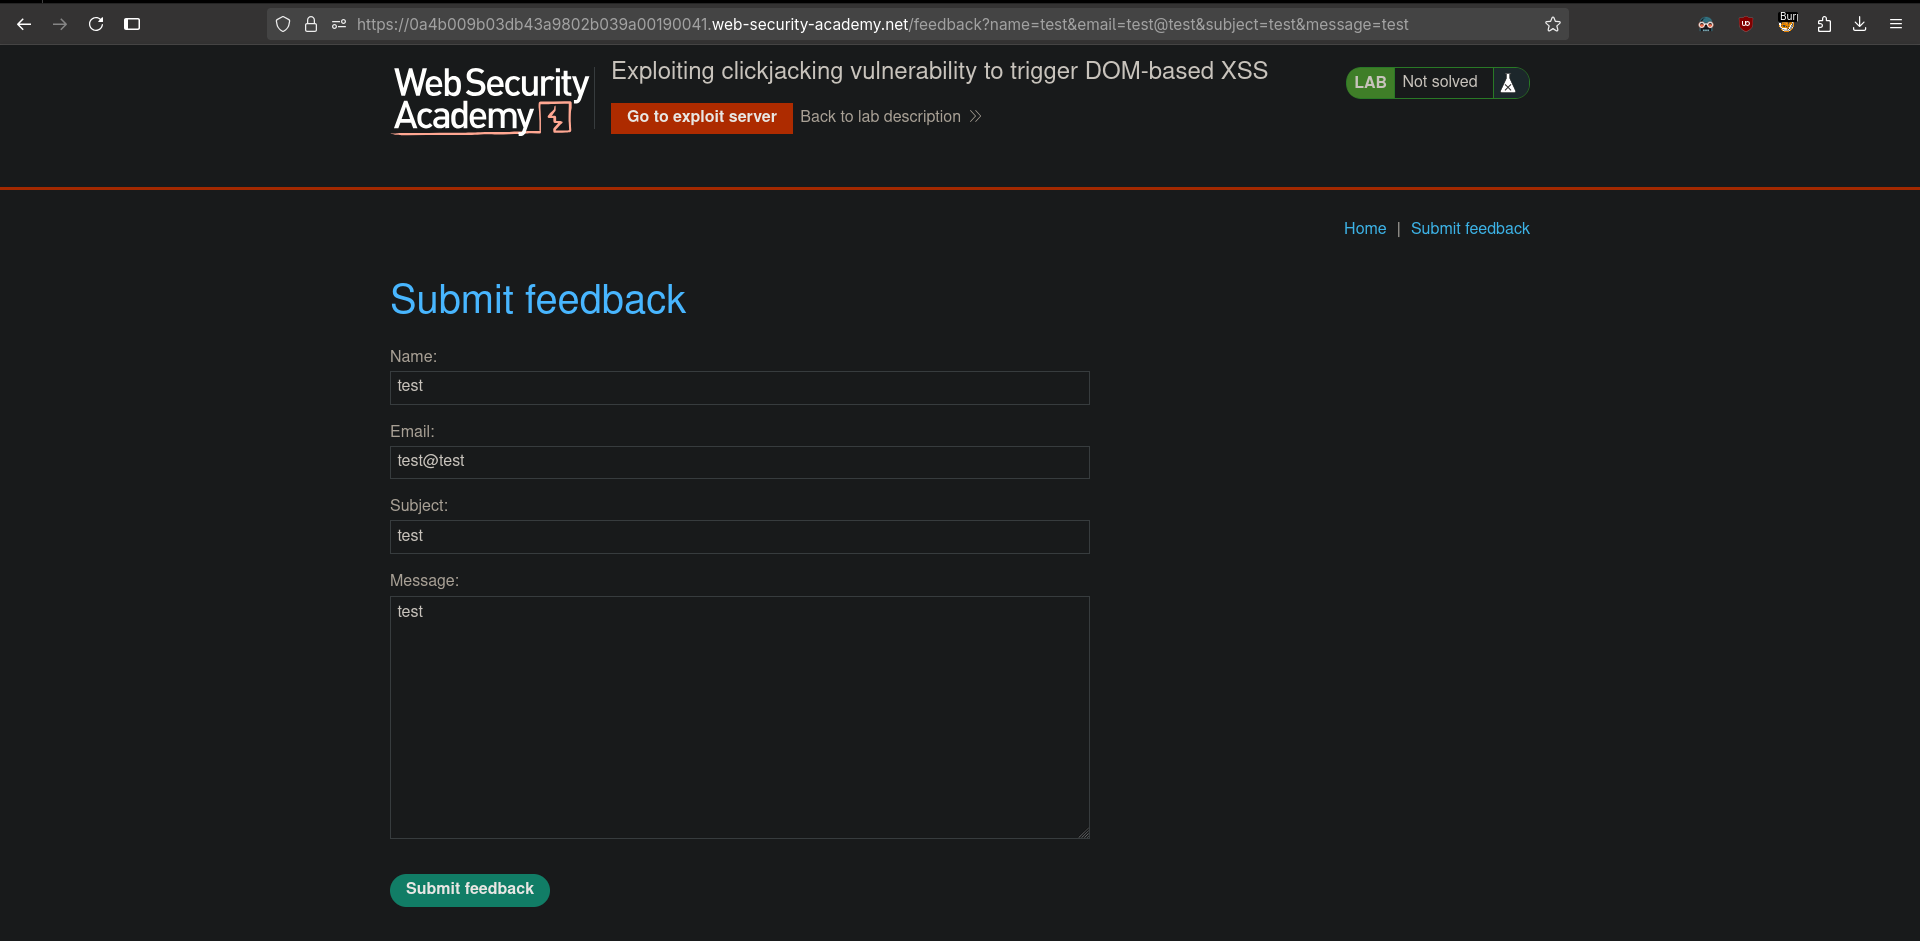 https://0a4b009b03db43a9802b039a00190041.web-security-academy.net/feedback?name=test&email=test@test&subject=test&message=test
Bur
Web Security
Academy
Exploiting clickjacking vulnerability to trigger DOM-based XSS
Go to exploit server Back to lab description
LAB Not solved
Home | Submit feedback
Submit feedback
Name:
test
Email:
test@test
Subject:
test
Message:
test
Submit feedback